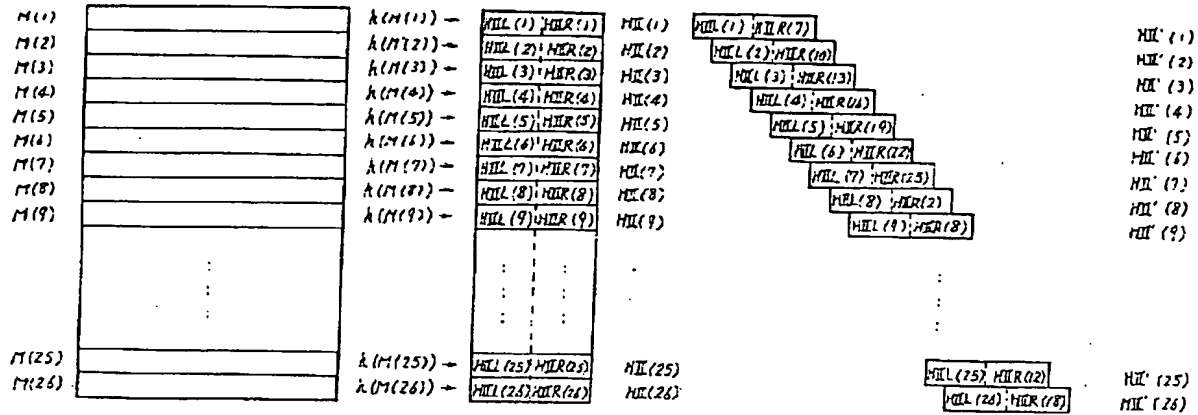 M(1) h(M(1)) → HⅡL(1) HⅡR(1) HⅡ(1) HⅡL(1) HⅡR(7) HⅡ'(1)
M(2) h(M(2)) → HⅡL(2) HⅡR(2) HⅡ(2) HⅡL(2) HⅡR(10) HⅡ'(2)
M(3) h(M(3)) → HⅡL(3) HⅡR(3) HⅡ(3) HⅡL(3) HⅡR(13) HⅡ'(3)
M(4) h(M(4)) → HⅡL(4) HⅡR(4) HⅡ(4) HⅡL(4) HⅡR(16) HⅡ'(4)
M(5) h(M(5)) → HⅡL(5) HⅡR(5) HⅡ(5) HⅡL(5) HⅡR(19) HⅡ'(5)
M(6) h(M(6)) → HⅡL(6) HⅡR(6) HⅡ(6) HⅡL(6) HⅡR(22) HⅡ'(6)
M(7) h(M(7)) → HⅡL(7) HⅡR(7) HⅡ(7) HⅡL(7) HⅡR(25) HⅡ'(7)
M(8) h(M(8)) → HⅡL(8) HⅡR(8) HⅡ(8) HⅡL(8) HⅡR(2) HⅡ'(8)
M(9) h(M(9)) → HⅡL(9) HⅡR(9) HⅡ(9) HⅡL(9) HⅡR(8) HⅡ'(9)
M(25) h(M(25)) → HⅡL(25) HⅡR(25) HⅡ(25) HⅡL(25) HⅡR(12) HⅡ'(25)
M(26) h(M(26)) → HⅡL(26) HⅡR(26) HⅡ(26) HⅡL(26) HⅡR(18) HⅡ'(26)